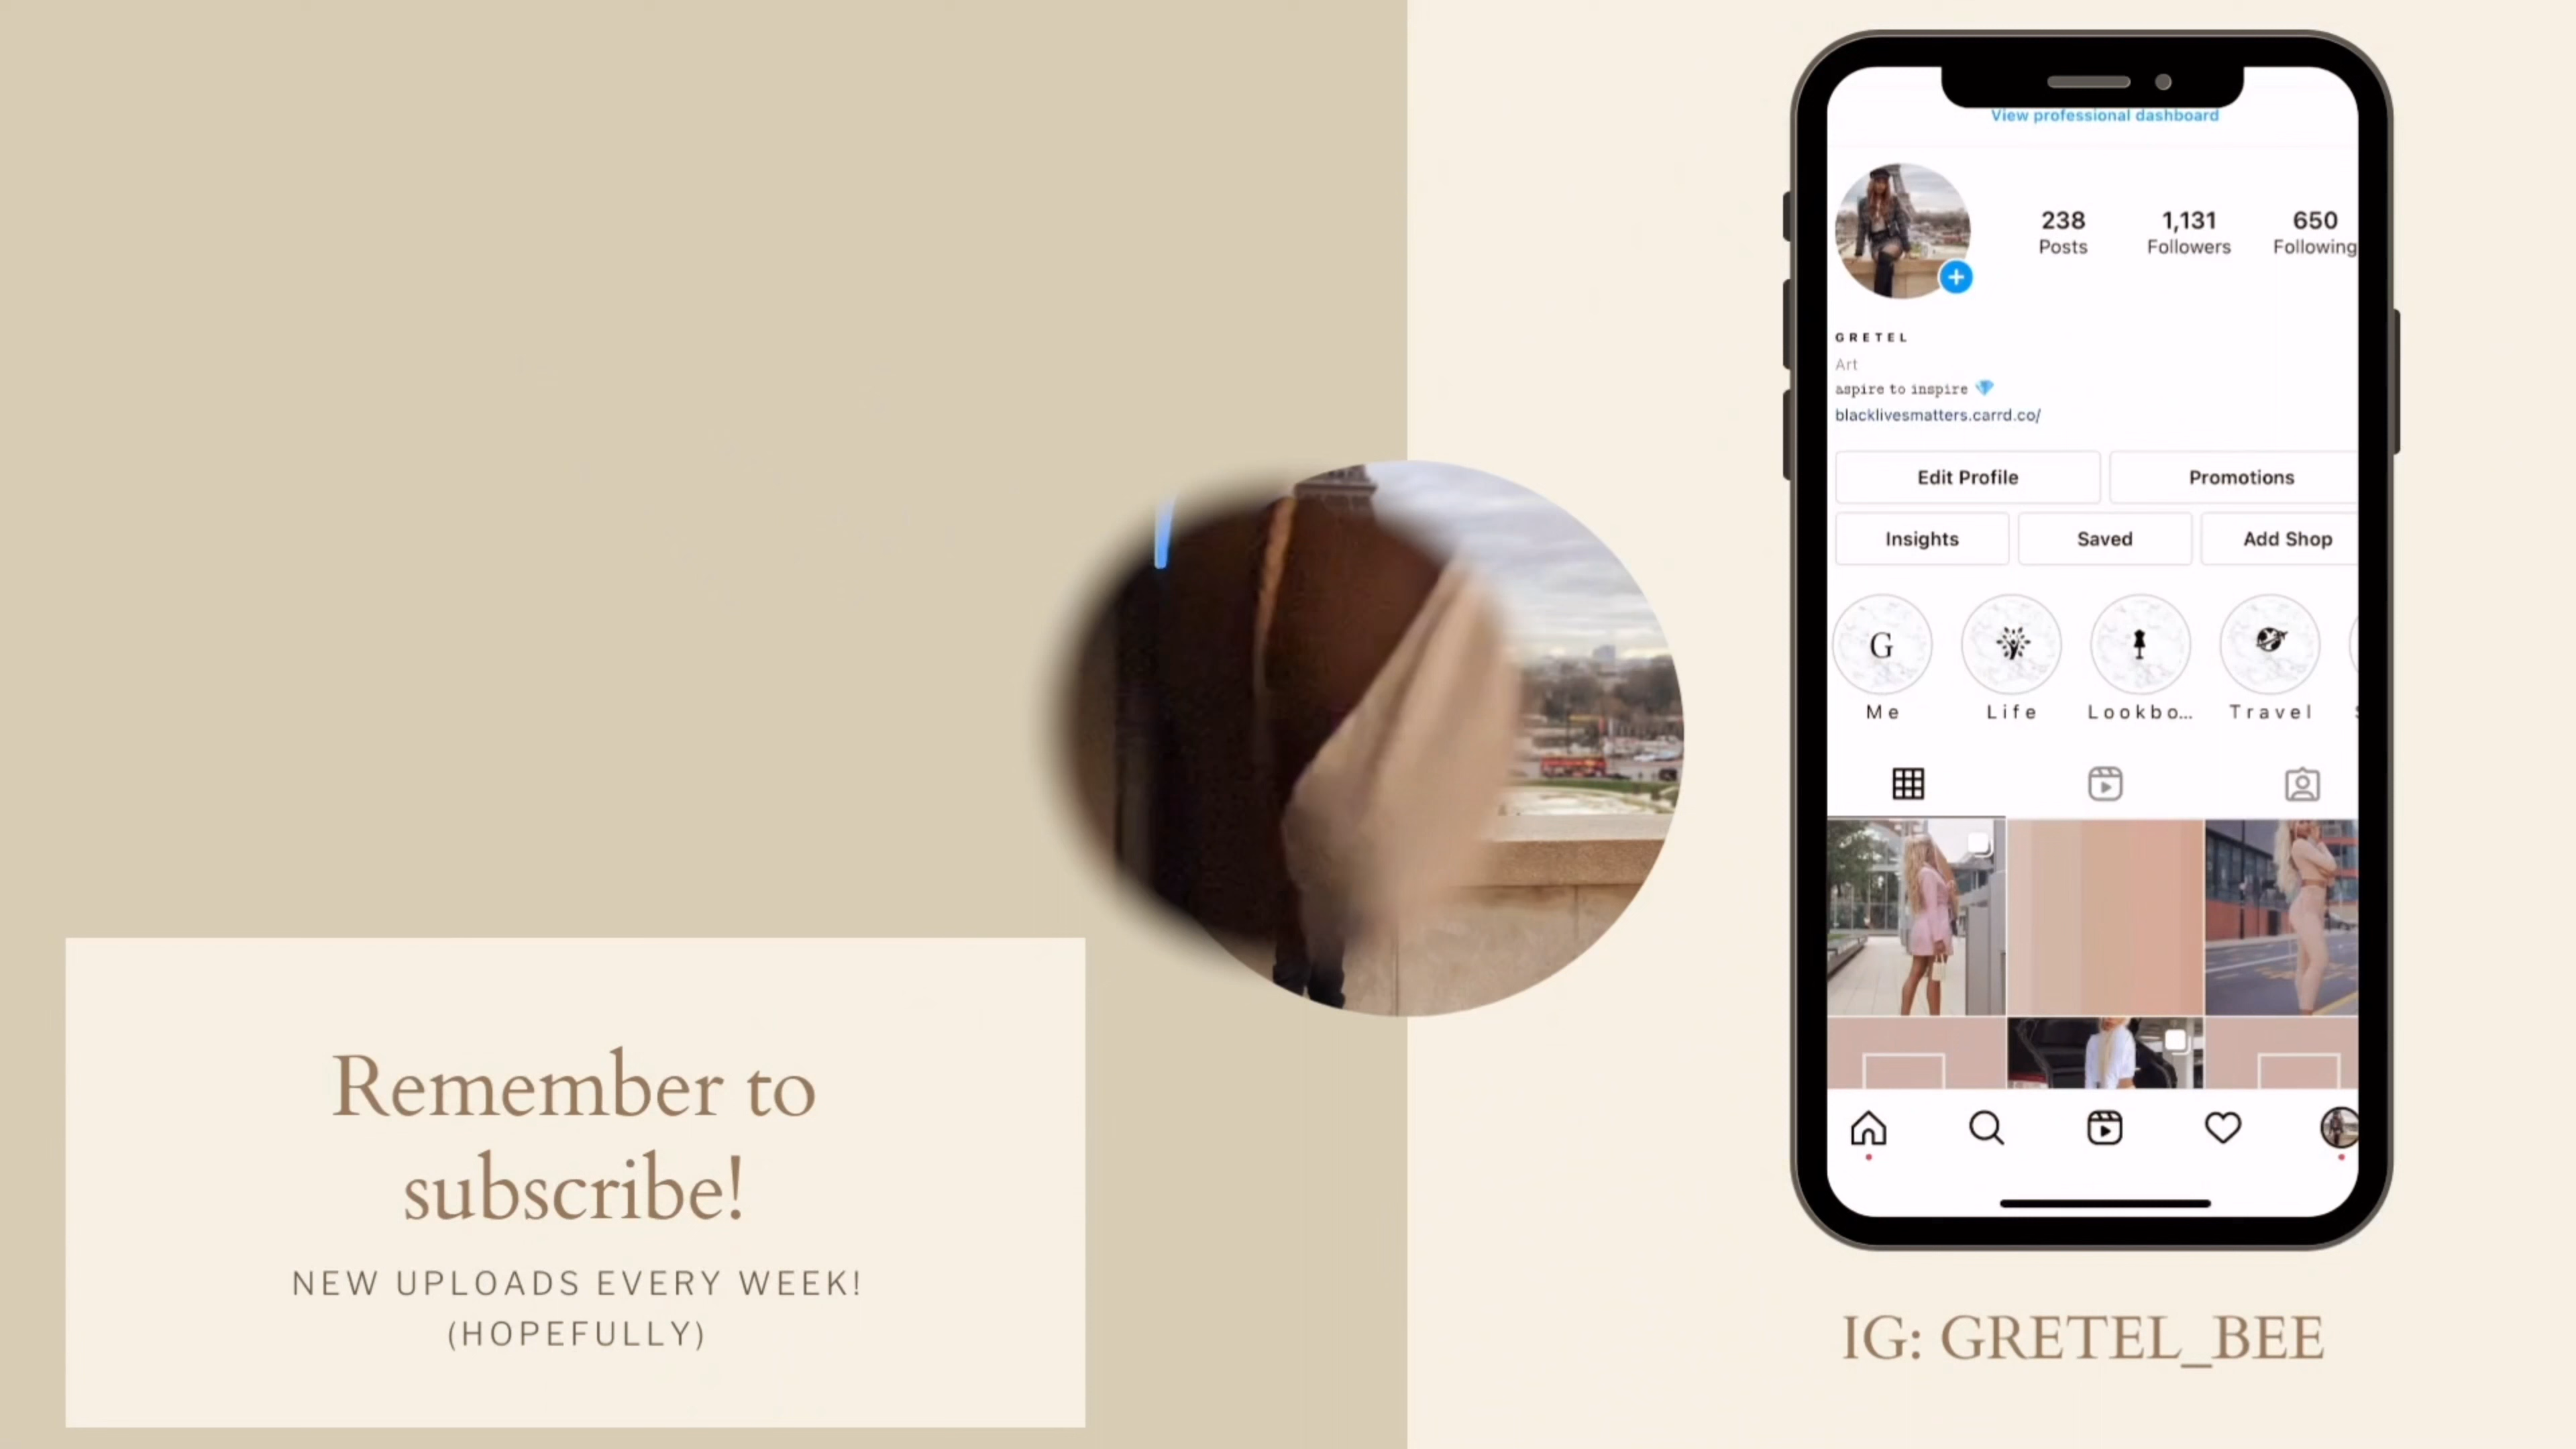 Remember to
subscribe!
NEW UPLOADS EVERY WEEK!
(HOPEFULLY)
View professional dashboard
238 1,131 650
Posts Followers Following
GRETEL
Art
aspire to inspire 💎
blacklivesmatters.carrd.co/
Edit Profile Promotions
Insights Saved Add Shop
G
Me Life Lookbo... Travel
IG: GRETEL_BEE